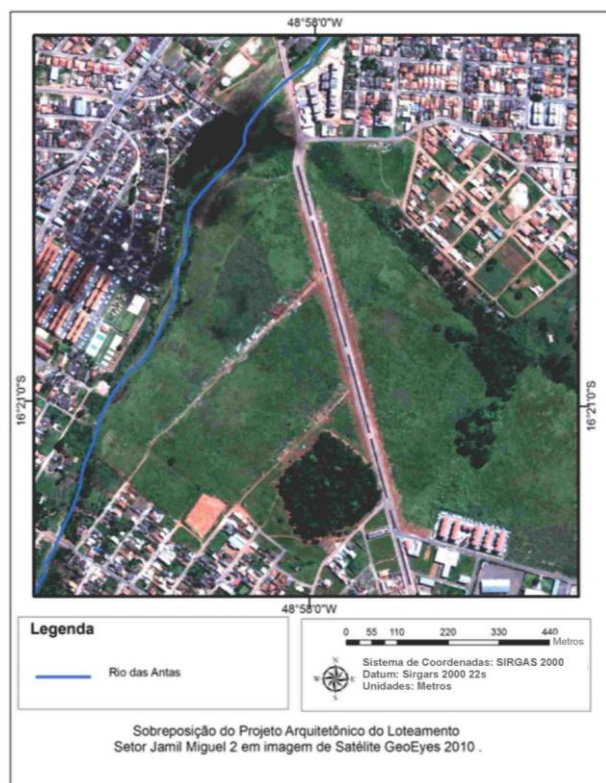 48°58'0"W
16°21'0"S
16°21'0"S
48°58'0"W
Legenda
Rio das Antas
0 55 110 220 330 440
Metros
N
W E
S
Sistema de Coordenadas: SIRGAS 2000
Datum: Sirgars 2000 22s
Unidades: Metros
Sobreposição do Projeto Arquitetônico do Loteamento
Setor Jamil Miguel 2 em imagem de Satélite GeoEyes 2010 .